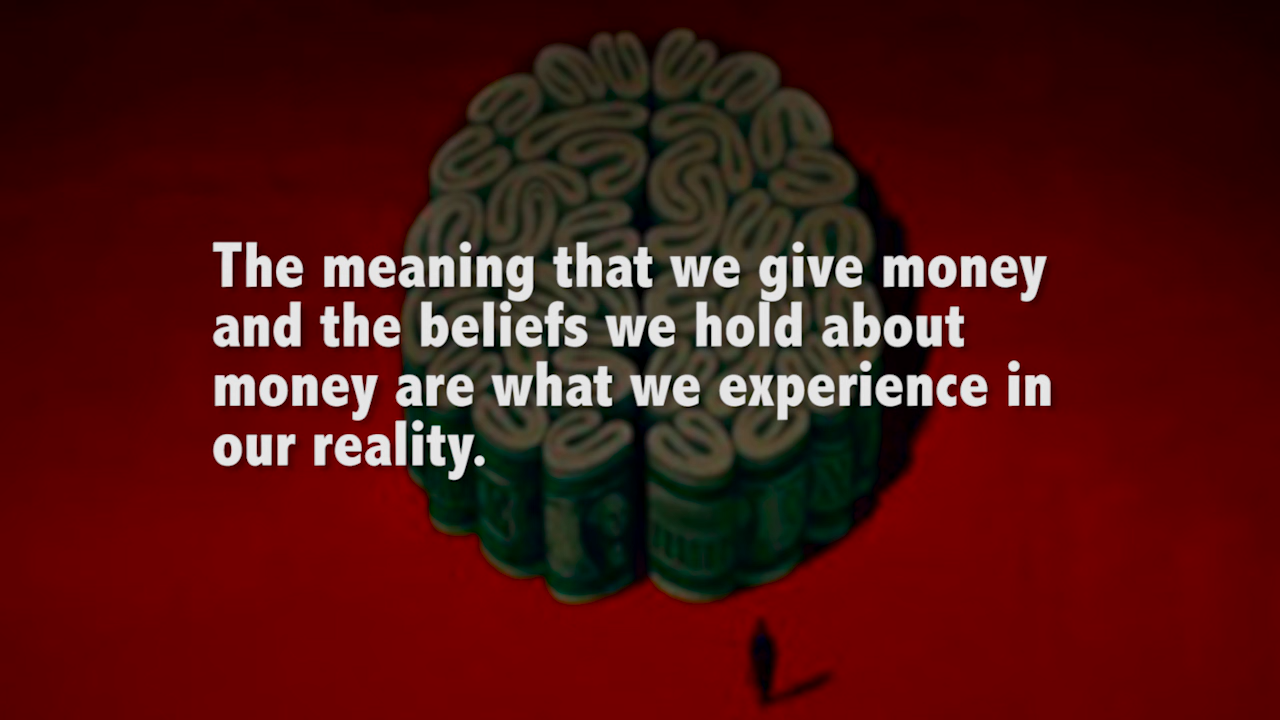 The meaning that we give money
and the beliefs we hold about
money are what we experience in
our reality.